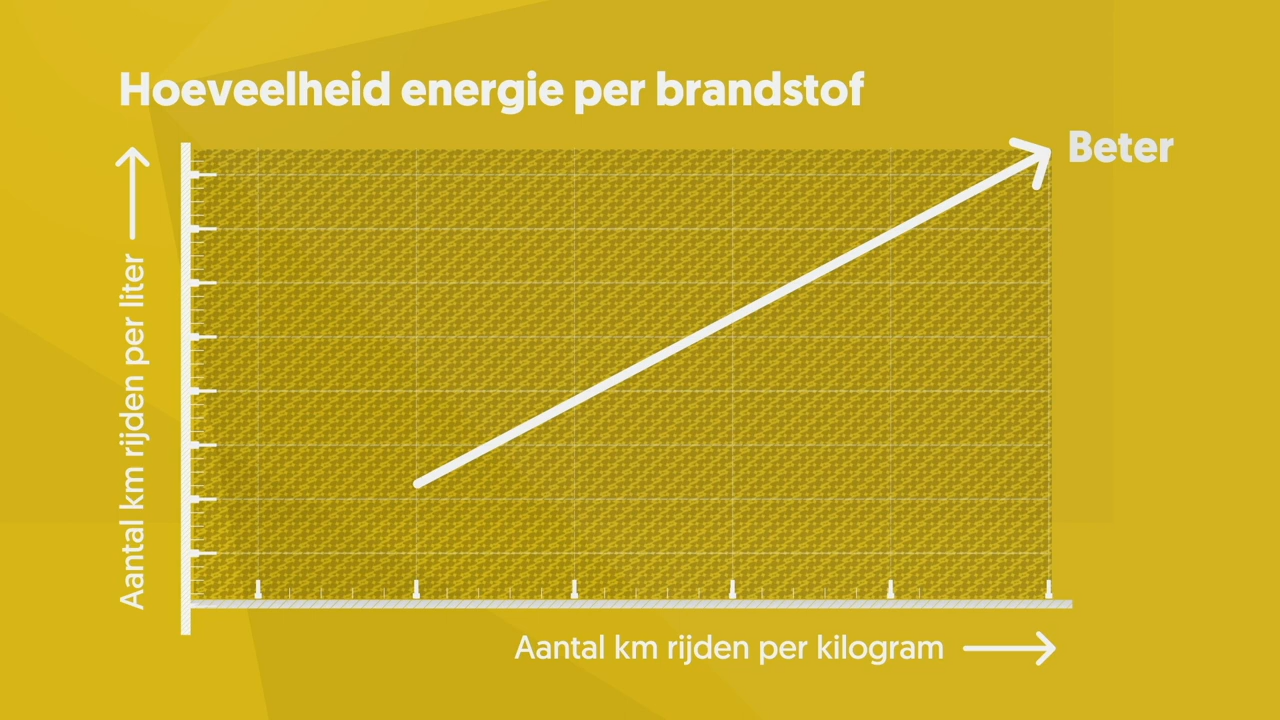 Hoeveelheid energie per brandstof
Beter
Aantal km rijden per liter
Aantal km rijden per kilogram